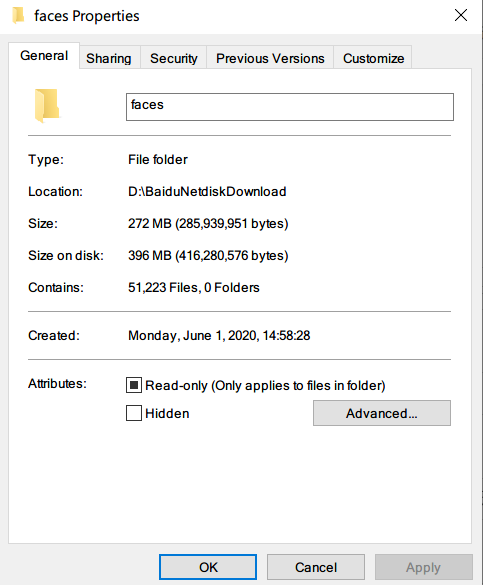 faces Properties
General Sharing Security Previous Versions Customize
faces
Type: File folder
Location: D:\BaiduNetdiskDownload
Size: 272 MB (285,939,951 bytes)
Size on disk: 396 MB (416,280,576 bytes)
Contains: 51,223 Files, 0 Folders
Created: Monday, June 1, 2020, 14:58:28
Attributes: Read-only (Only applies to files in folder)
Hidden Advanced...
OK Cancel Apply